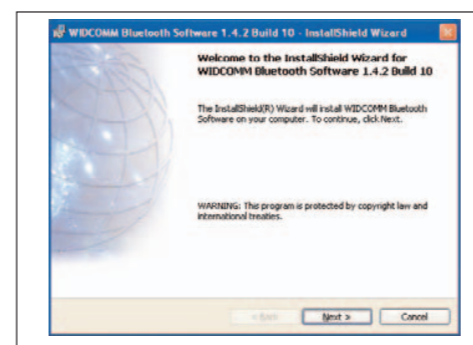 WIDCOMM Bluetooth Software 1.4.2 Build 10 - InstallShield Wizard
Welcome to the InstallShield Wizard for
WIDCOMM Bluetooth Software 1.4.2 Build 10
The InstallShield(R) Wizard will install WIDCOMM Bluetooth
Software on your computer. To continue, click Next.
WARNING: This program is protected by copyright law and
international treaties.
< Back Next > Cancel